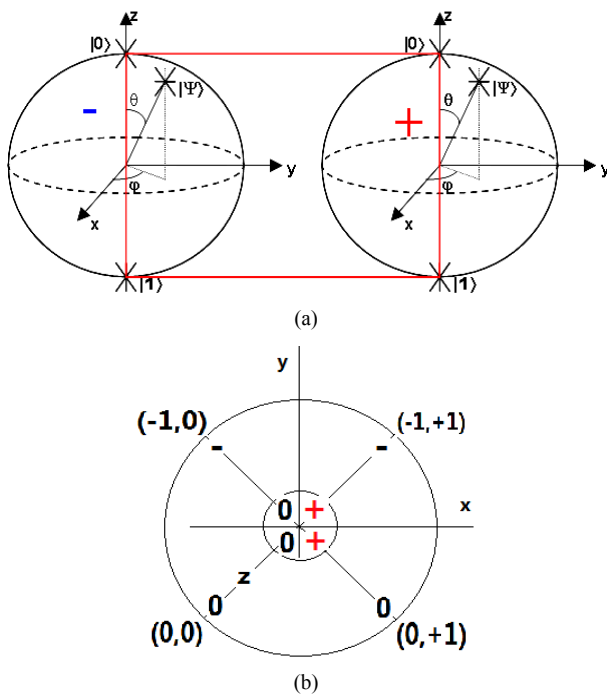 z z
|0⟩ |0⟩
|Ψ⟩ |Ψ⟩
- θ + θ
y y
φ φ
x x
|1⟩ |1⟩
(a)
y
(-1,0) (-1,+1)
- -
0 +
x
0 +
z
0 0
(0,0) (0,+1)
(b)